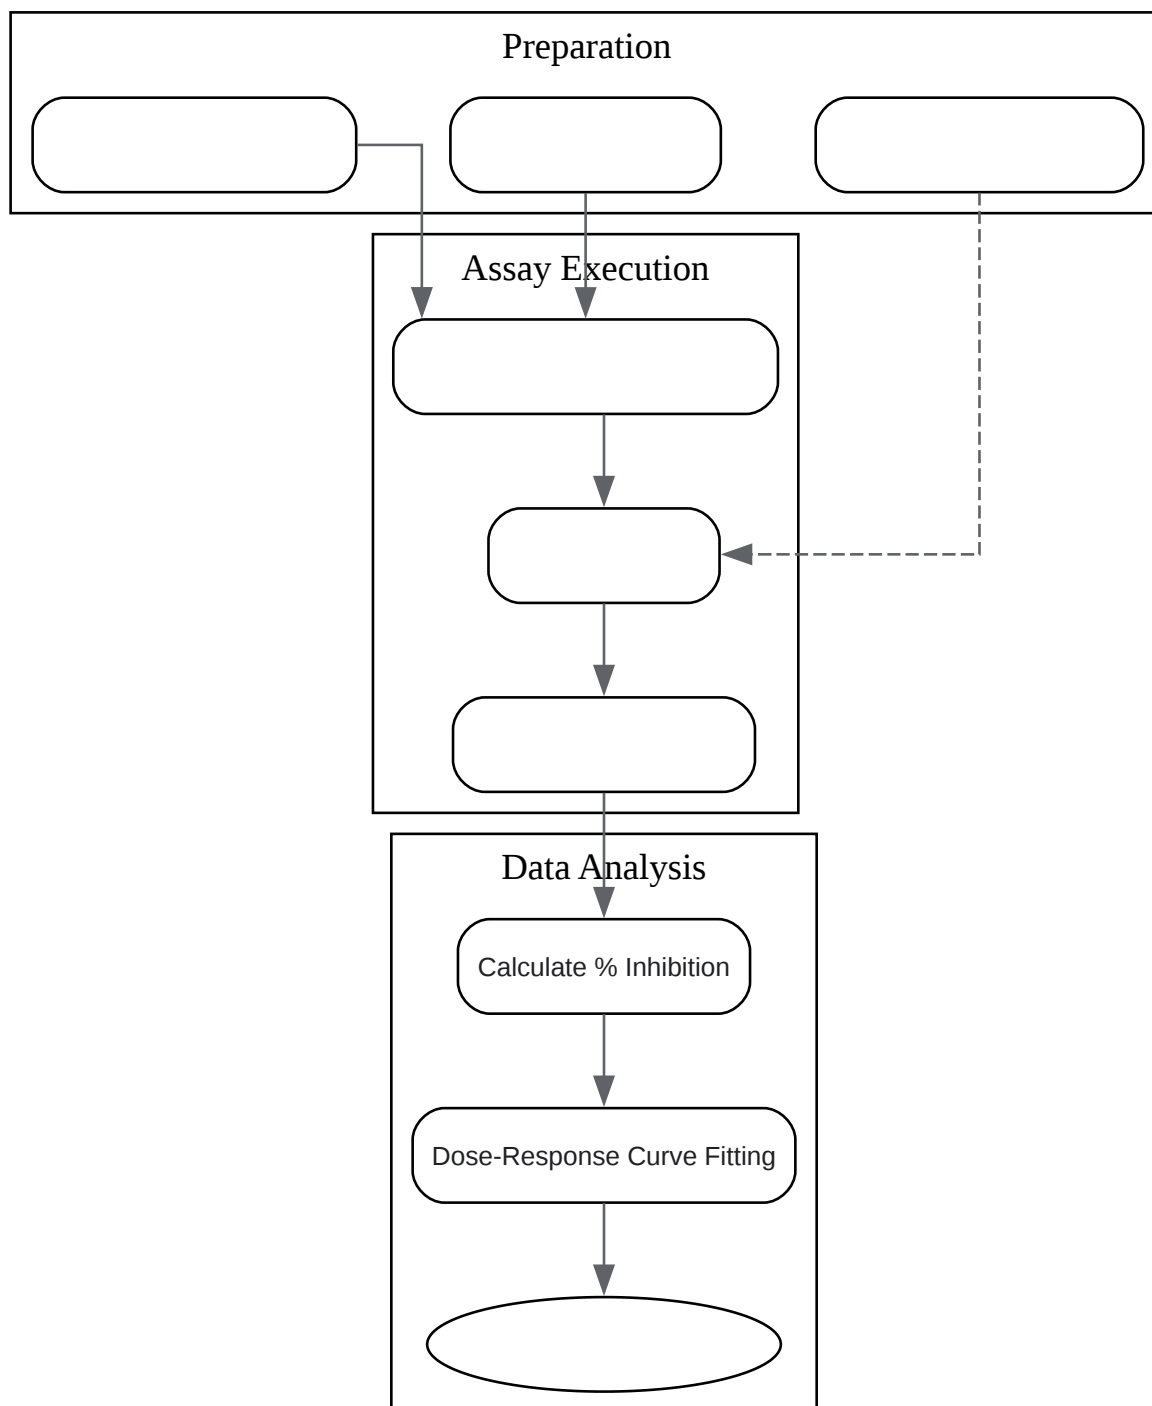 Preparation
Assay Execution
Data Analysis
Calculate % Inhibition
Dose-Response Curve Fitting